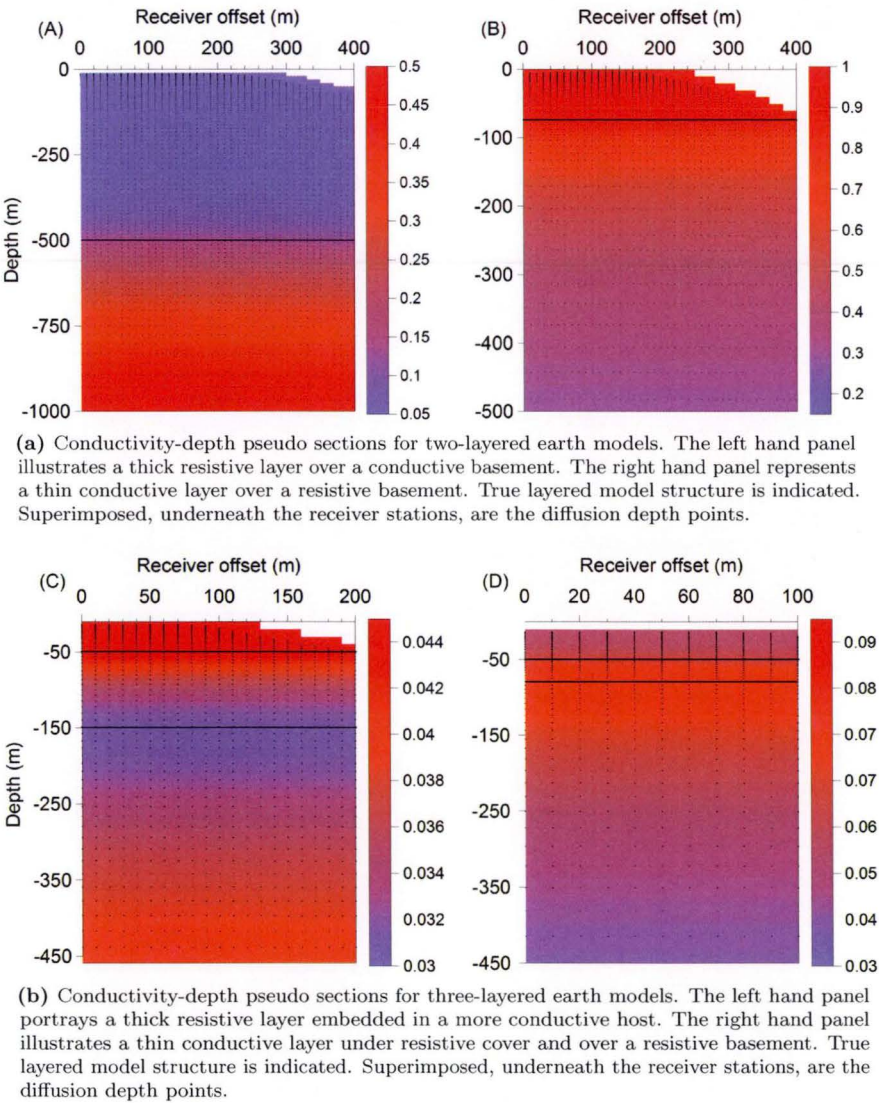 Receiver offset (m)
Receiver offset (m)
(A)
(B)
0 100 200 300 400
0 100 200 300 400
0
-250
-500
-750
-1000
Depth (m)
0.5
0.45
0.4
0.35
0.3
0.25
0.2
0.15
0.1
0.05
0
-100
-200
-300
-400
-500
1
0.9
0.8
0.7
0.6
0.5
0.4
0.3
0.2
(a) Conductivity-depth pseudo sections for two-layered earth models. The left hand panel
illustrates a thick resistive layer over a conductive basement. The right hand panel represents
a thin conductive layer over a resistive basement. True layered model structure is indicated.
Superimposed, underneath the receiver stations, are the diffusion depth points.
Receiver offset (m)
Receiver offset (m)
(C)
(D)
0 50 100 150 200
0 20 40 60 80 100
-50
-150
-250
-350
-450
Depth (m)
0.044
0.042
0.04
0.038
0.036
0.034
0.032
0.03
-50
-150
-250
-350
-450
0.09
0.08
0.07
0.06
0.05
0.04
0.03
(b) Conductivity-depth pseudo sections for three-layered earth models. The left hand panel
portrays a thick resistive layer embedded in a more conductive host. The right hand panel
illustrates a thin conductive layer under resistive cover and over a resistive basement. True
layered model structure is indicated. Superimposed, underneath the receiver stations, are the
diffusion depth points.